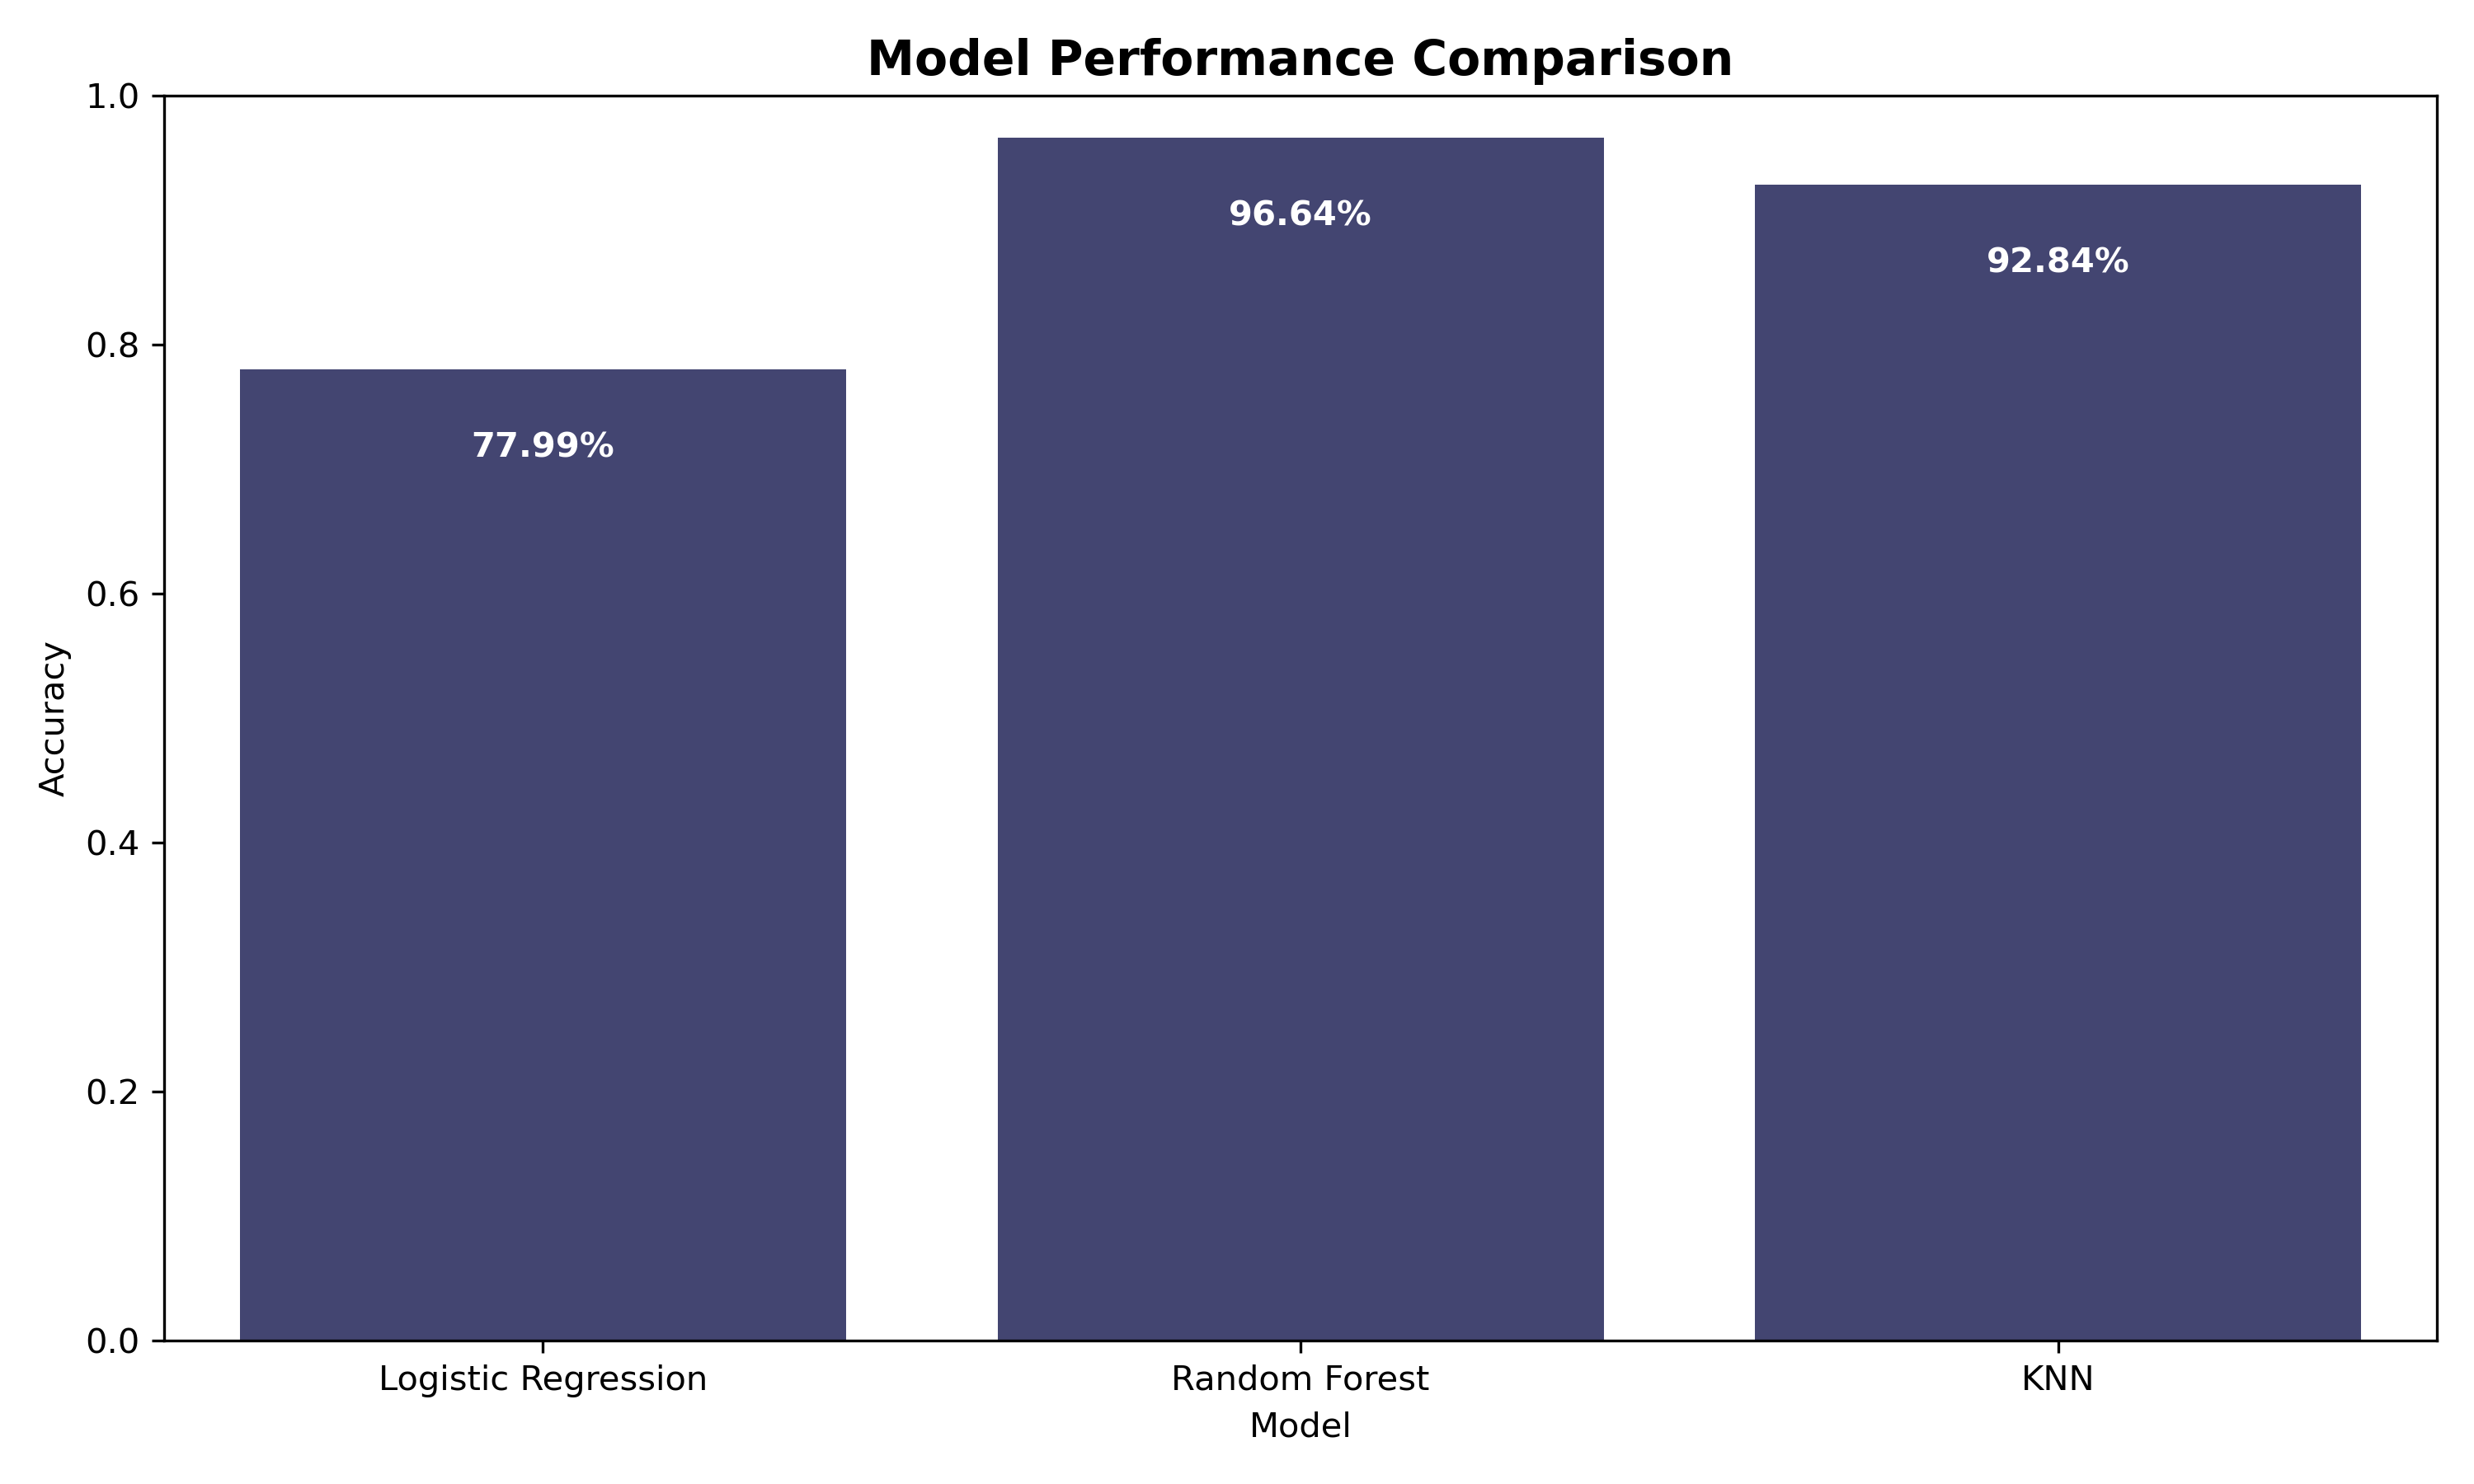 Model Performance Comparison
1.0
0.8
0.6
0.4
0.2
0.0
Accuracy
77.99%
96.64%
92.84%
Logistic Regression
Random Forest
KNN
Model